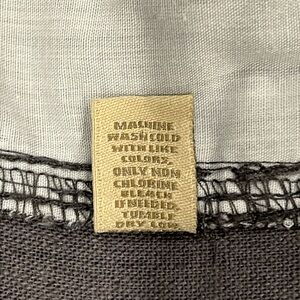 MACHINE
WASH COLD
WITH LIKE
COLORS,
ONLY NON
CHLORINE
BLEACH
IF NEEDED.
TUMBLE
DRY LOW